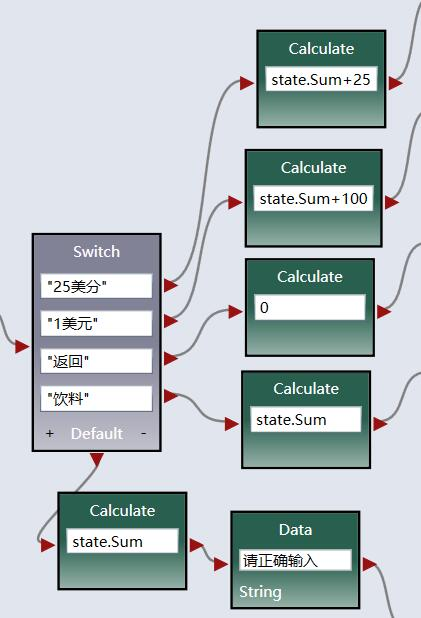 Calculate
state.Sum+25
Calculate
state.Sum+100
Switch
"25美分"
"1美元"
"返回"
"饮料"
+ Default -
Calculate
0
Calculate
state.Sum
Calculate
state.Sum
Data
请正确输入
String